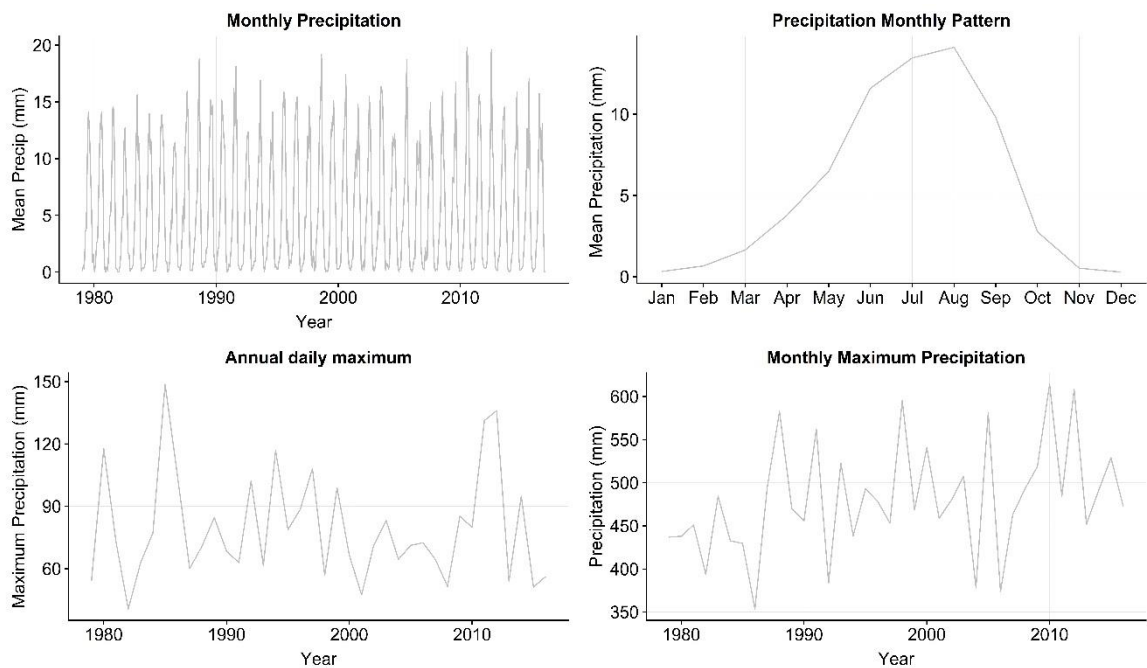 Monthly Precipitation
Mean Precip (mm)
20
15
10
5
0
1980 1990 2000 2010
Year
Precipitation Monthly Pattern
Mean Precipitation (mm)
10
5
0
Jan Feb Mar Apr May Jun Jul Aug Sep Oct Nov Dec
Annual daily maximum
Maximum Precipitation (mm)
150
120
90
60
1980 1990 2000 2010
Year
Monthly Maximum Precipitation
Precipitation (mm)
600
550
500
450
400
350
1980 1990 2000 2010
Year